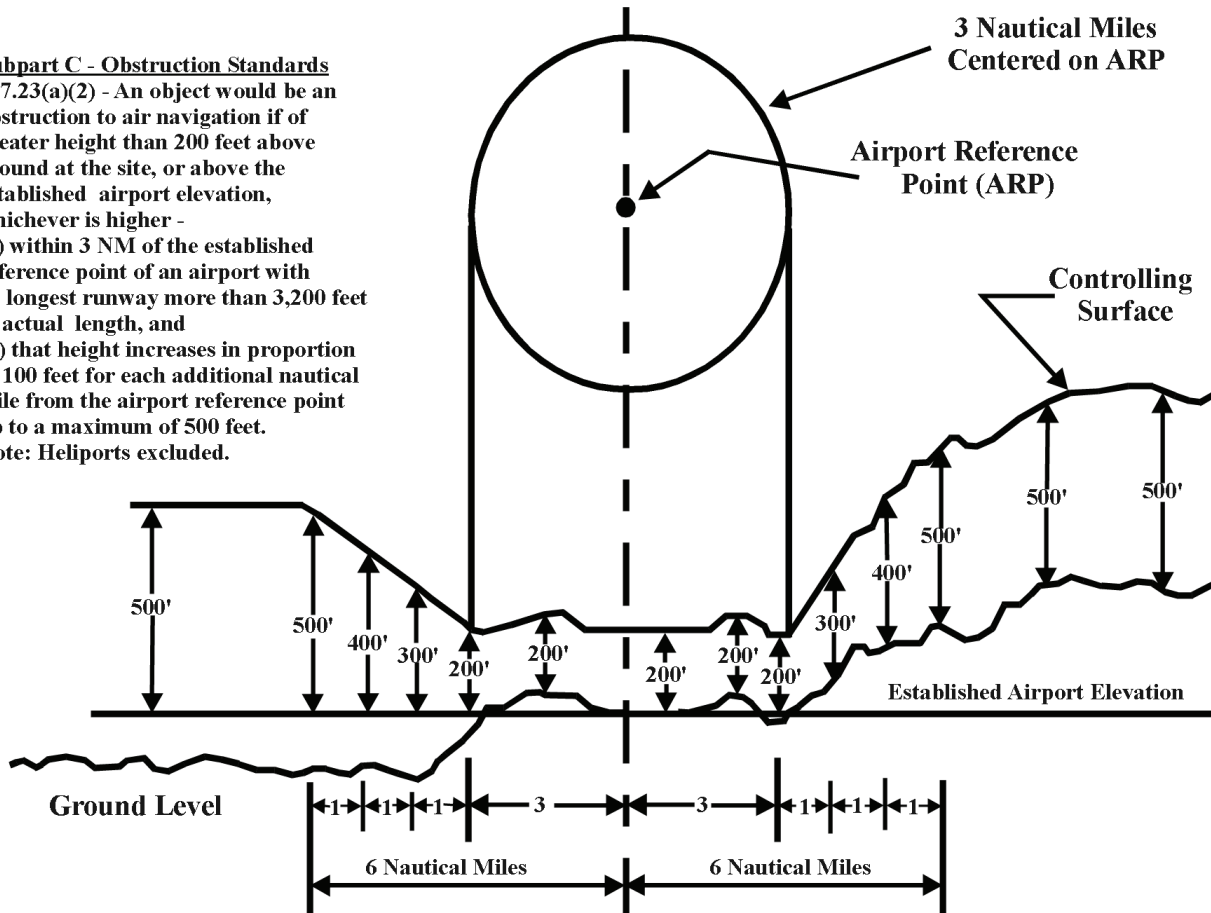 ubpart C - Obstruction Standards
7.23(a)(2) - An object would be an
struction to air navigation if of
eater height than 200 feet above
ound at the site, or above the
tablished airport elevation,
hichever is higher -
) within 3 NM of the established
ference point of an airport with
longest runway more than 3,200 feet
actual length, and
) that height increases in proportion
100 feet for each additional nautical
ile from the airport reference point
p to a maximum of 500 feet.
ote: Heliports excluded.
3 Nautical Miles
Centered on ARP
Airport Reference
Point (ARP)
Controlling
Surface
500'
500'
400'
300'
200'
200'
200'
200'
200'
300'
400'
500'
500'
500'
Established Airport Elevation
Ground Level
1
1
1
3
3
1
1
1
6 Nautical Miles
6 Nautical Miles